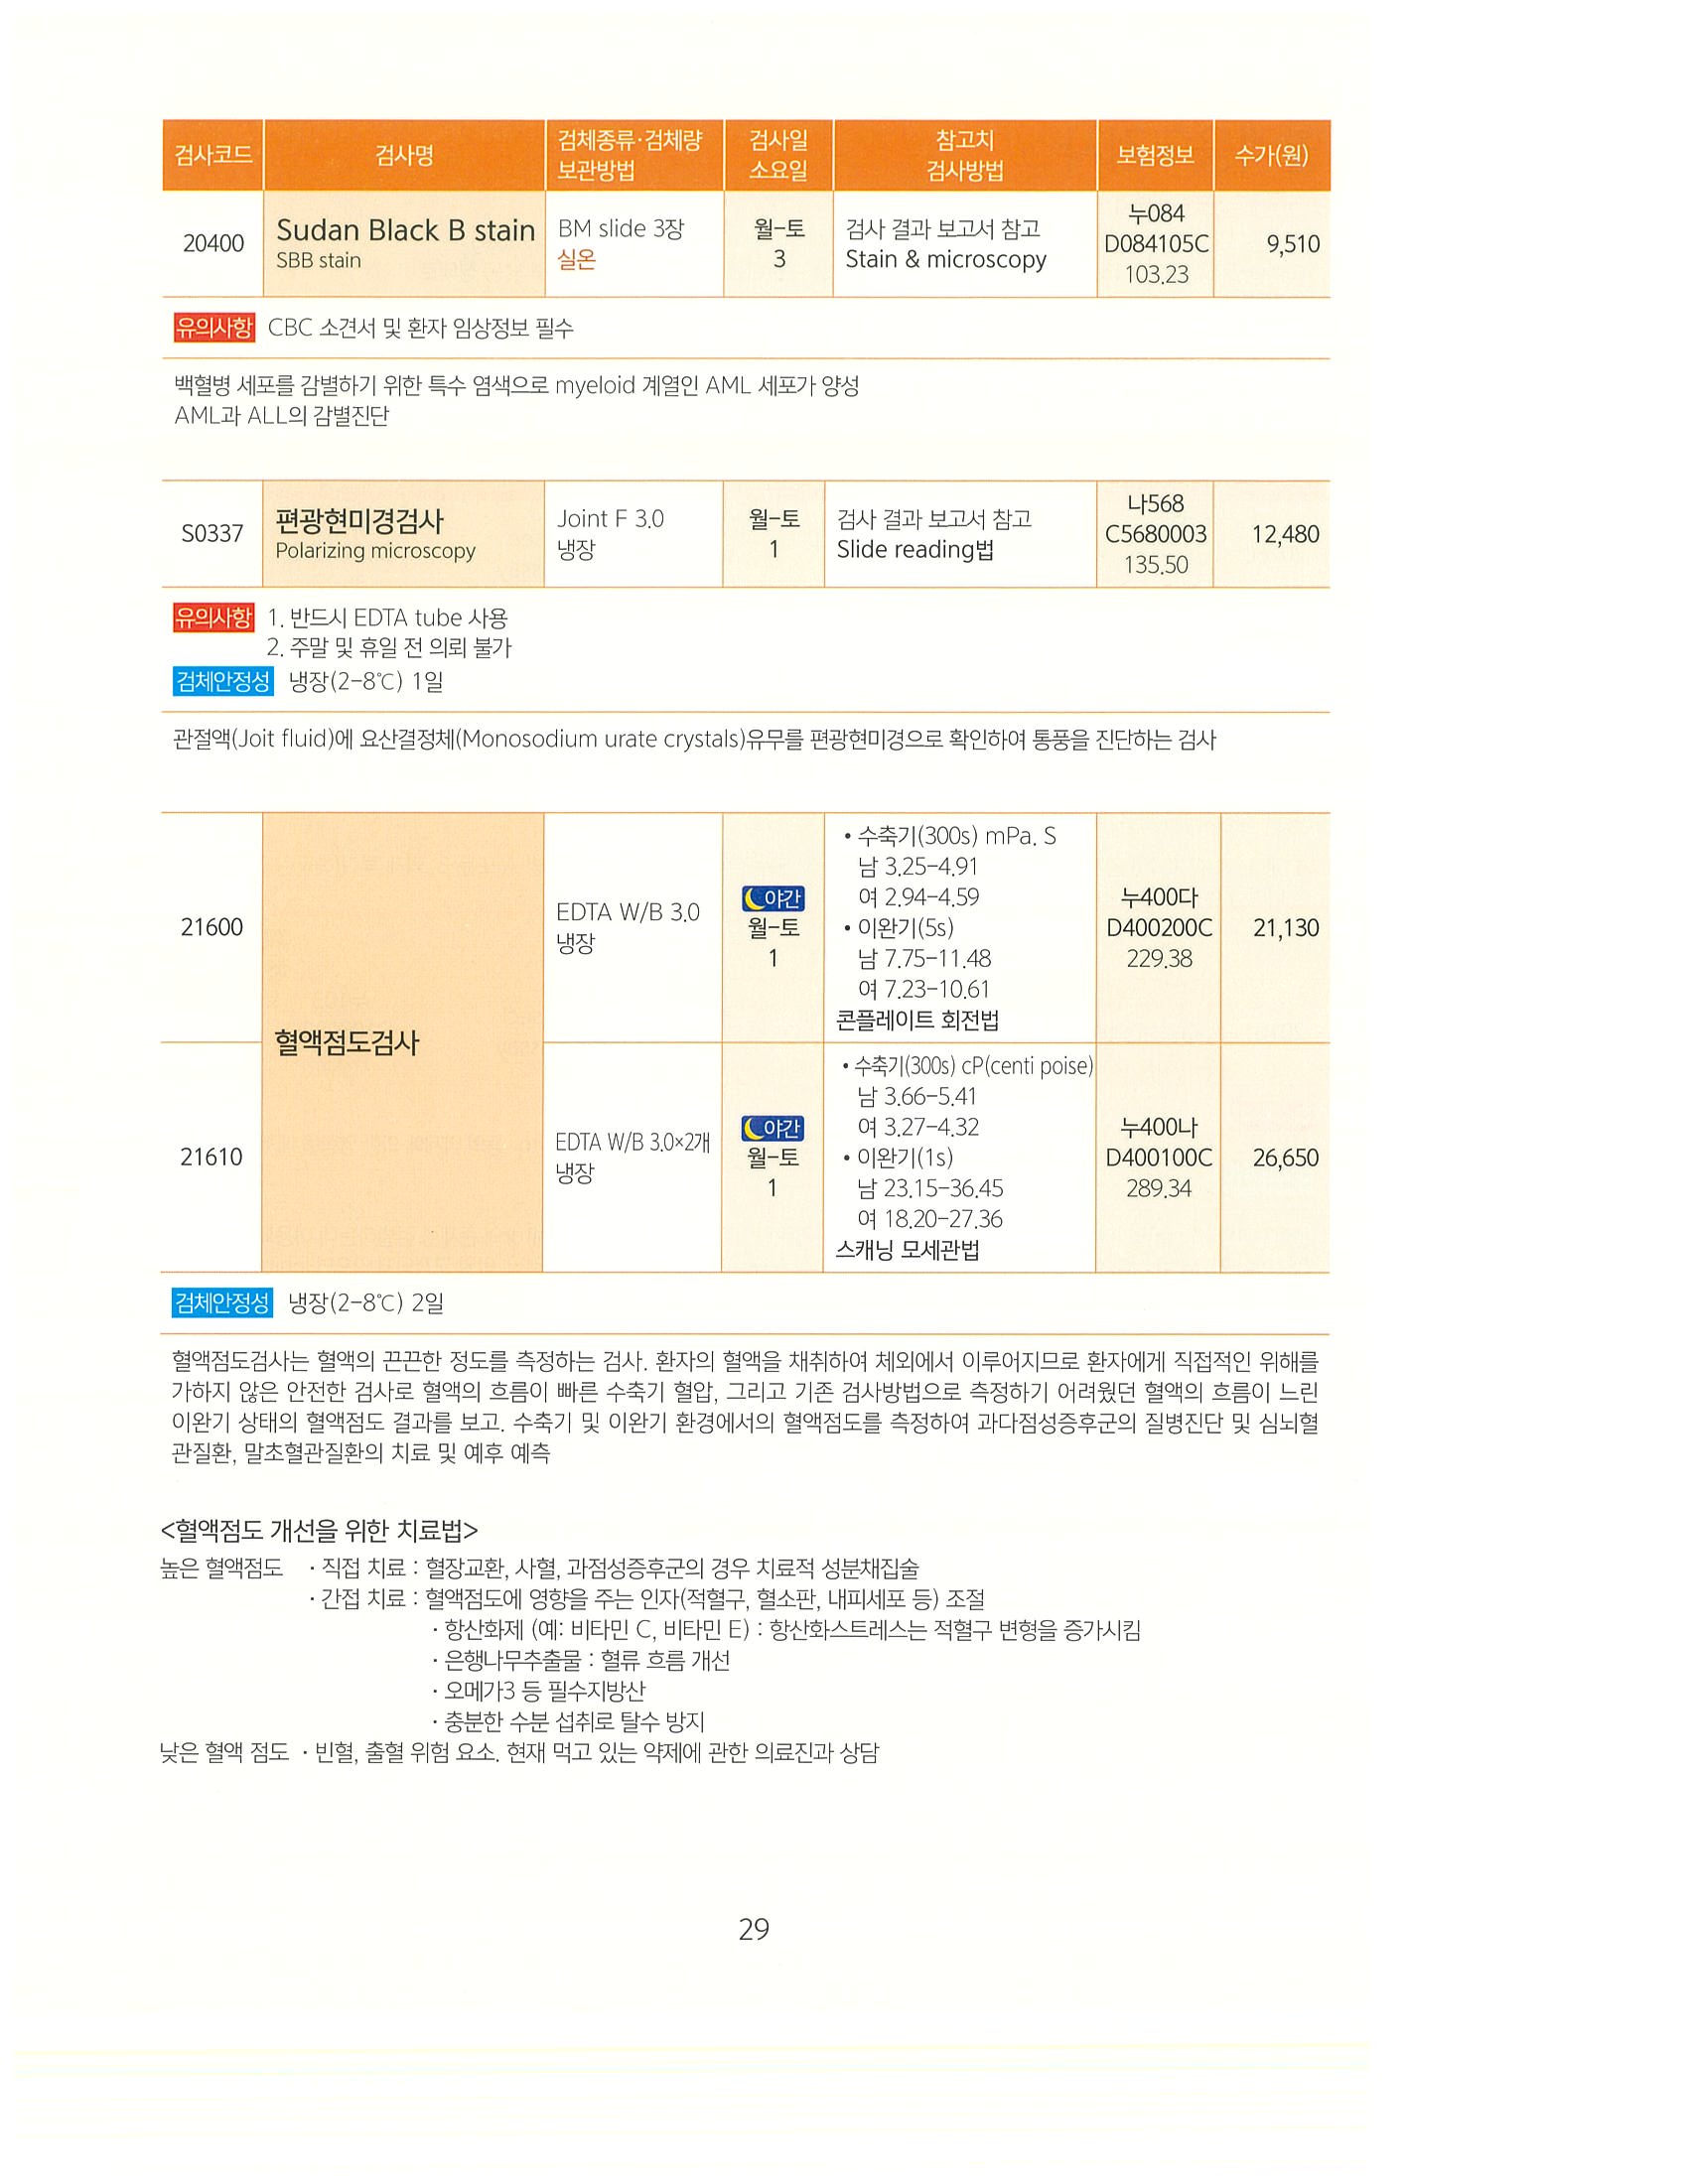 검사코드 검사명 검체종류·검체량 보관방법 검사일 소요일 참고치 검사방법 보험정보 수가(원)
20400 Sudan Black B stain SBB stain BM slide 3장 실온 월-토 3 검사 결과 보고서 참고 Stain & microscopy 누084 D084105C 103.23 9,510
유의사항 CBC 소견서 및 환자 임상정보 필수
백혈병 세포를 감별하기 위한 특수 염색으로 myeloid 계열인 AML 세포가 양성
AML과 ALL의 감별진단
S0337 편광현미경검사 Polarizing microscopy Joint F 3.0 냉장 월-토 1 검사 결과 보고서 참고 Slide reading법 나568 C5680003 135.50 12,480
유의사항 1. 반드시 EDTA tube 사용
2. 주말 및 휴일 전 의뢰 불가
검체안정성 냉장(2-8℃) 1일
관절액(Joit fluid)에 요산결정체(Monosodium urate crystals)유무를 편광현미경으로 확인하여 통풍을 진단하는 검사
혈액점도검사
21600 EDTA W/B 3.0 냉장 야간 월-토 1
• 수축기(300s) mPa. S
남 3.25-4.91
여 2.94-4.59
• 이완기(5s)
남 7.75-11.48
여 7.23-10.61
콘플레이트 회전법
누400다 D400200C 229.38 21,130
21610 EDTA W/B 3.0×2개 냉장 야간 월-토 1
• 수축기(300s) cP(centi poise)
남 3.66-5.41
여 3.27-4.32
• 이완기(1s)
남 23.15-36.45
여 18.20-27.36
스캐닝 모세관법
누400나 D400100C 289.34 26,650
검체안정성 냉장(2-8℃) 2일
혈액점도검사는 혈액의 끈끈한 정도를 측정하는 검사. 환자의 혈액을 채취하여 체외에서 이루어지므로 환자에게 직접적인 위해를
가하지 않은 안전한 검사로 혈액의 흐름이 빠른 수축기 혈압, 그리고 기존 검사방법으로 측정하기 어려웠던 혈액의 흐름이 느린
이완기 상태의 혈액점도 결과를 보고. 수축기 및 이완기 환경에서의 혈액점도를 측정하여 과다점성증후군의 질병진단 및 심뇌혈
관질환, 말초혈관질환의 치료 및 예후 예측
<혈액점도 개선을 위한 치료법>
높은 혈액점도 · 직접 치료 : 혈장교환, 사혈, 과점성증후군의 경우 치료적 성분채집술
· 간접 치료 : 혈액점도에 영향을 주는 인자(적혈구, 혈소판, 내피세포 등) 조절
· 항산화제 (예: 비타민 C, 비타민 E) : 항산화스트레스는 적혈구 변형을 증가시킴
· 은행나무추출물 : 혈류 흐름 개선
· 오메가3 등 필수지방산
· 충분한 수분 섭취로 탈수 방지
낮은 혈액 점도 · 빈혈, 출혈 위험 요소. 현재 먹고 있는 약제에 관한 의료진과 상담
29